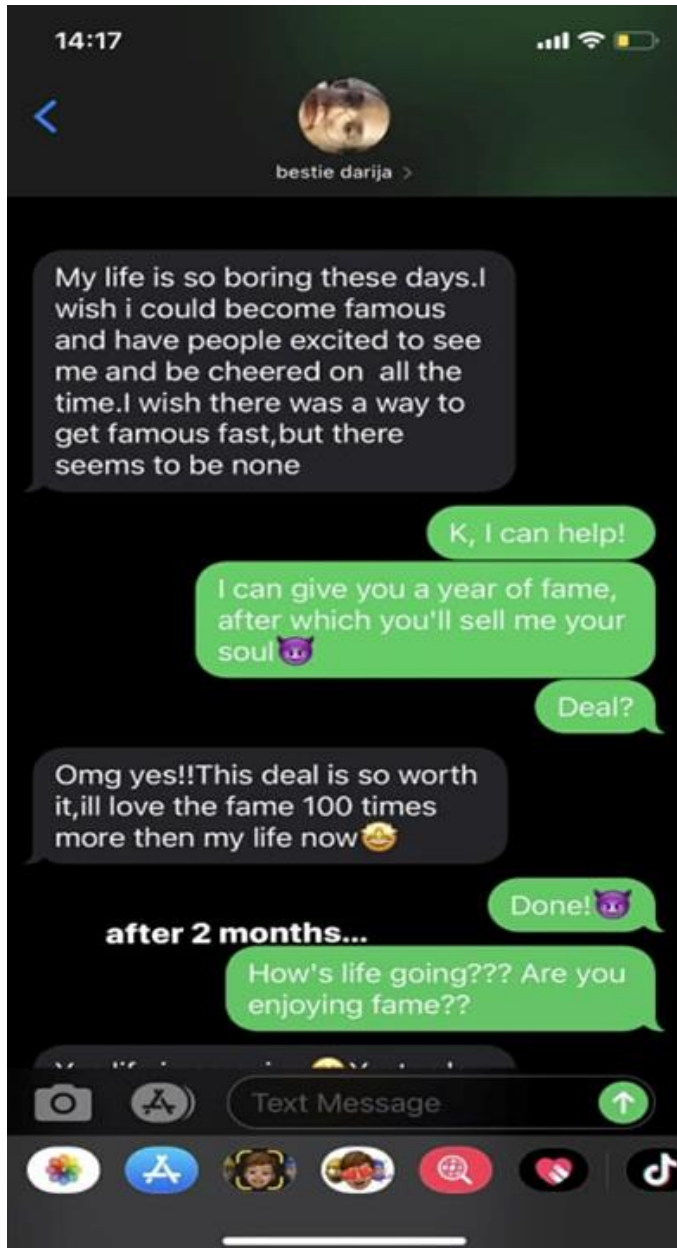 14:17
bestie darija >
My life is so boring these days.I
wish i could become famous
and have people excited to see
me and be cheered on all the
time.I wish there was a way to
get famous fast,but there
seems to be none
K, I can help!
I can give you a year of fame,
after which you'll sell me your
soul😈
Deal?
Omg yes!!This deal is so worth
it,ill love the fame 100 times
more then my life now🤩
Done!😈
after 2 months...
How's life going??? Are you
enjoying fame??
Text Message